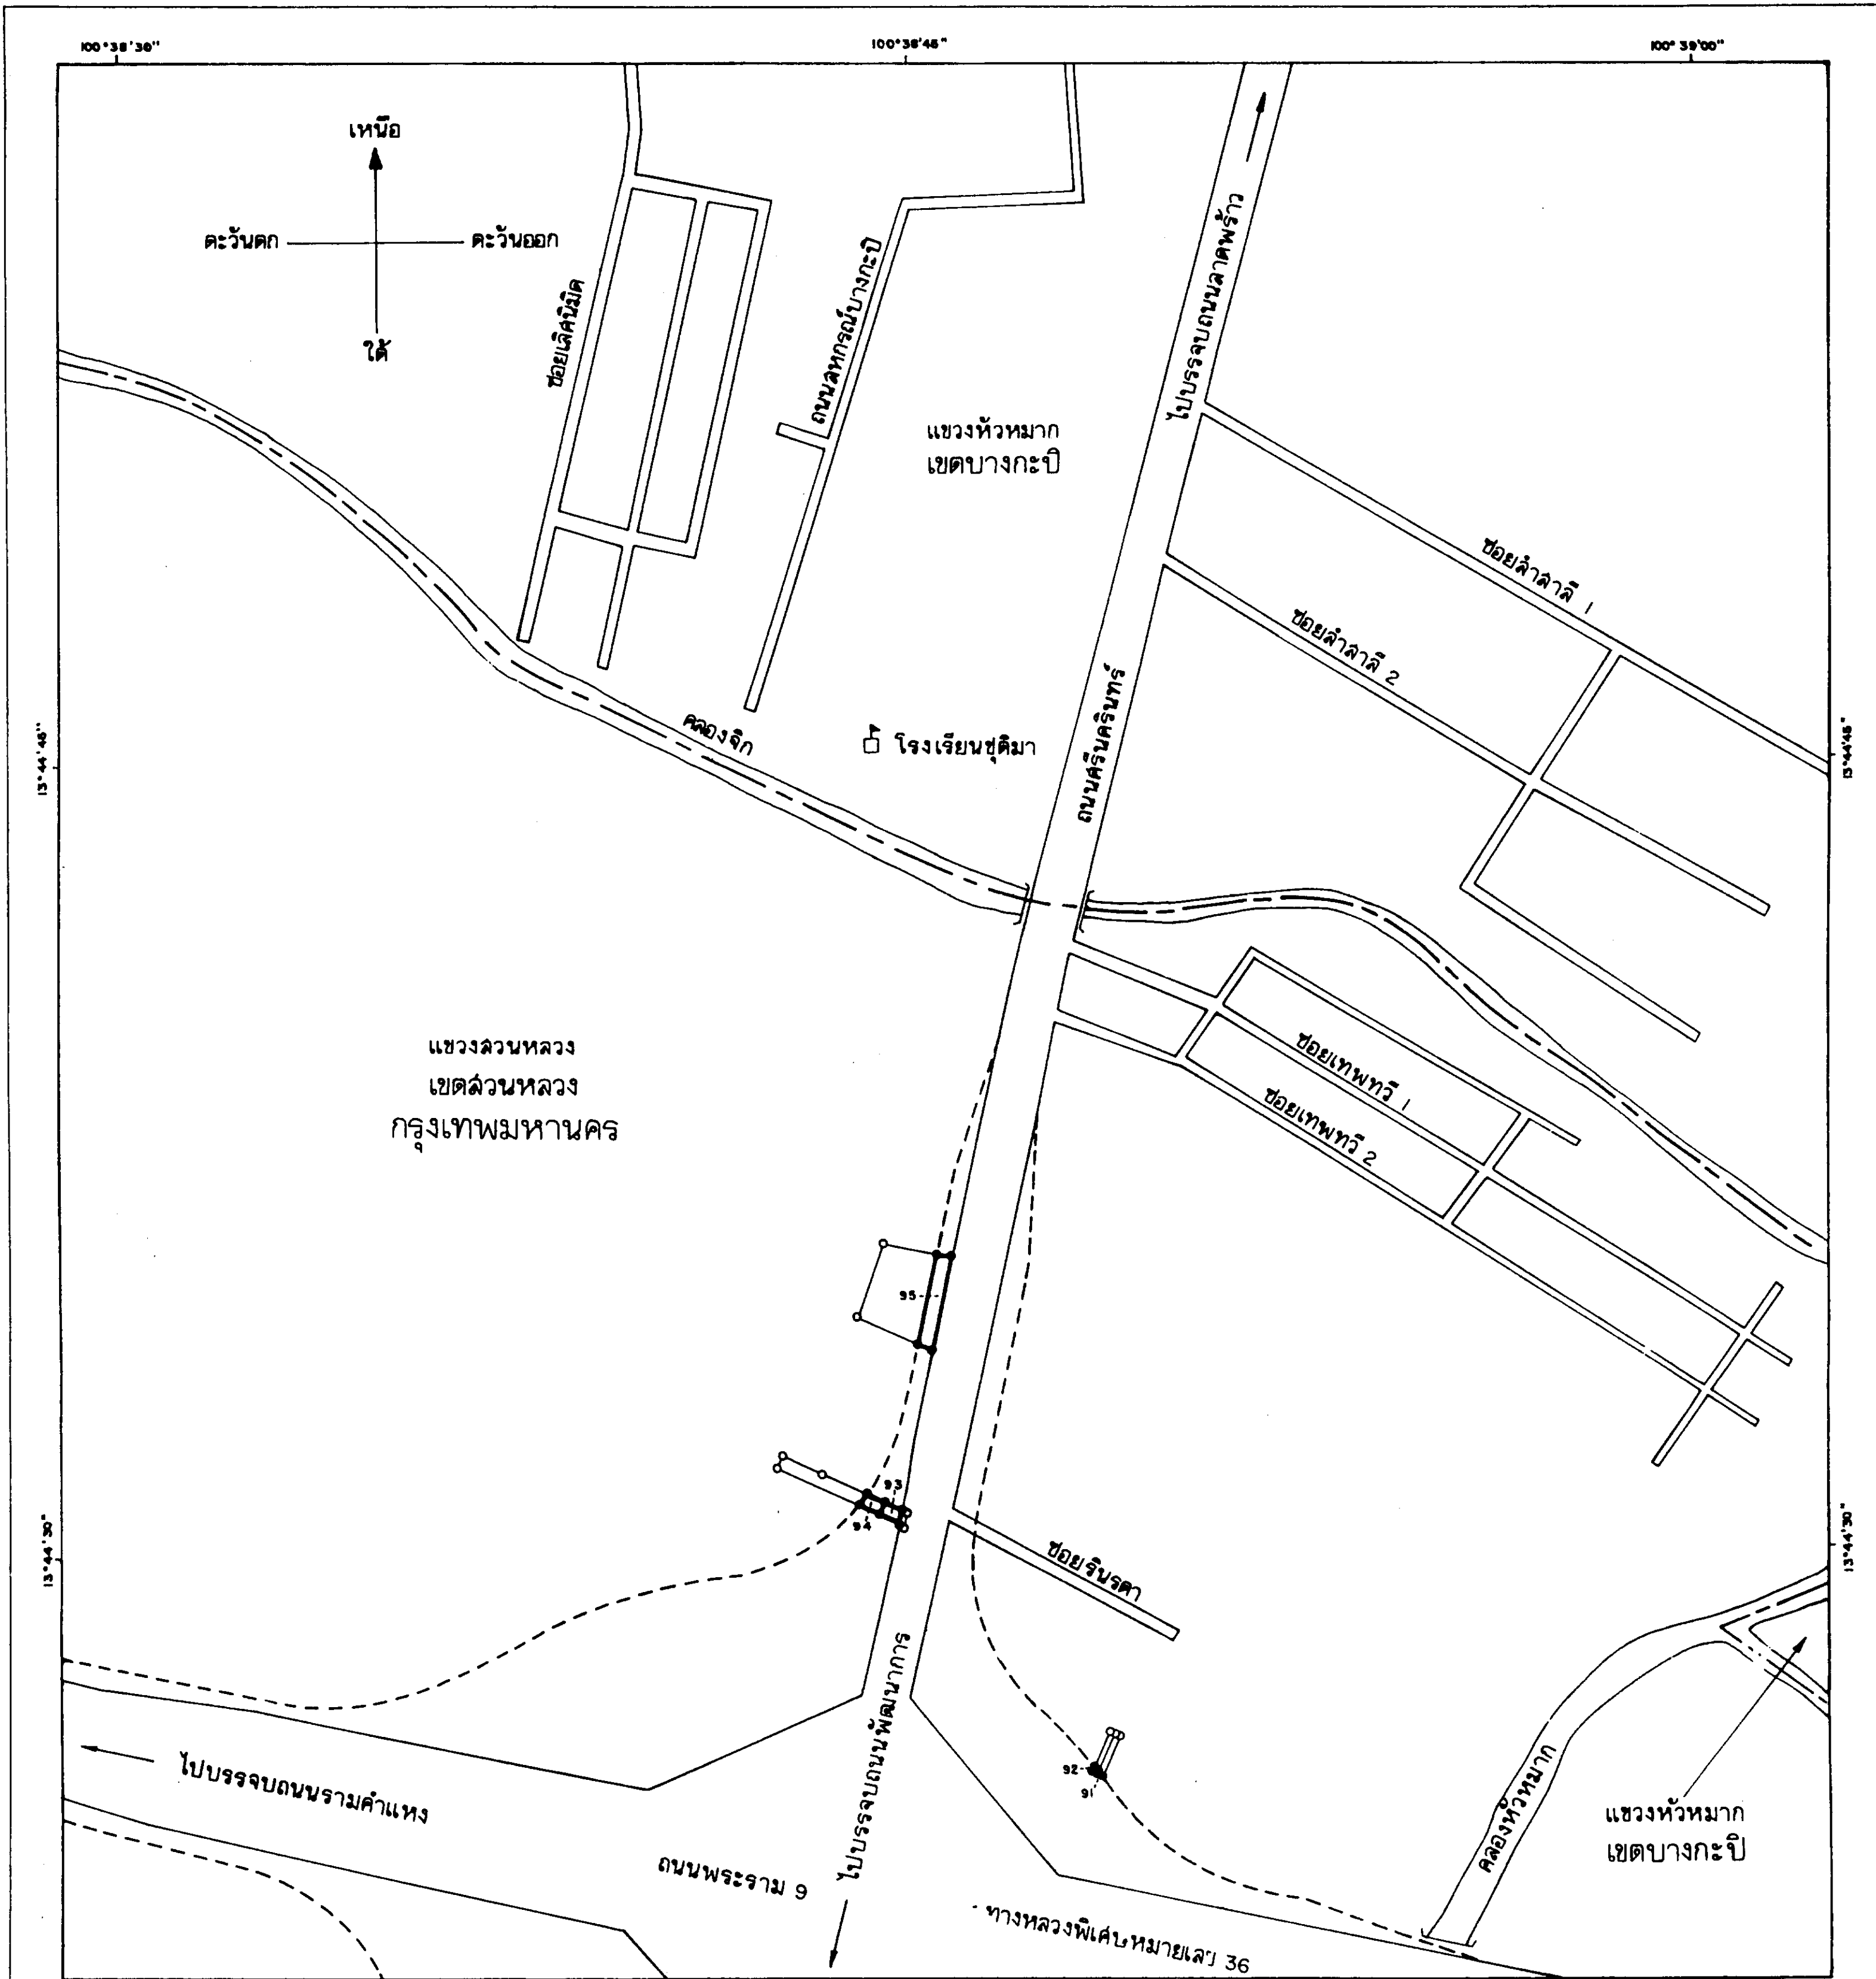 100°38'30"
100°38'45"
100°39'00"
เหนือ
ตะวันตก
ตะวันออก
ใต้
ซอยเลิศนิมิต
ถนนสหกรณ์บางกะปิ
ไปบรรจบถนนลาดพร้าว
แขวงหัวหมาก
เขตบางกะปิ
ซอยลำสาลี 1
ซอยลำสาลี 2
ถนนศรีนครินทร์
คลองจิก
โรงเรียนชุติมา
13°44'45"
13°44'45"
แขวงสวนหลวง
เขตสวนหลวง
กรุงเทพมหานคร
ซอยเทพทวี 1
ซอยเทพทวี 2
95
93
94
13°44'30"
13°44'30"
ซอยรินรดา
ไปบรรจบถนนพัฒนาการ
92
91
ไปบรรจบถนนรามคำแหง
คลองหัวหมาก
แขวงหัวหมาก
เขตบางกะปิ
ถนนพระราม 9
ทางหลวงพิเศษหมายเลข 36